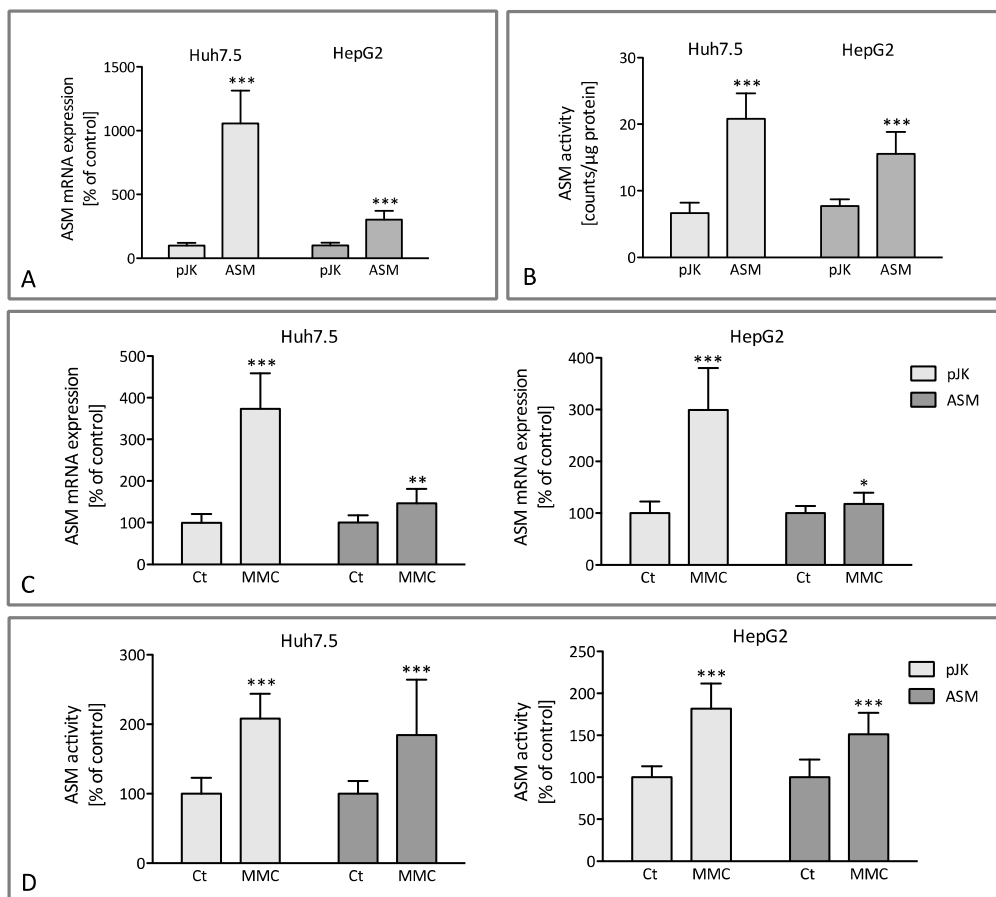 Huh7.5 HepG2
ASM mRNA expression
[% of control]
1500
1000
500
0
***
***
pJK ASM pJK ASM
A
Huh7.5 HepG2
ASM activity
[counts/µg protein]
30
20
10
0
***
***
pJK ASM pJK ASM
B
Huh7.5
ASM mRNA expression
[% of control]
500
400
300
200
100
0
***
**
Ct MMC Ct MMC
HepG2
ASM mRNA expression
[% of control]
400
300
200
100
0
***
*
Ct MMC Ct MMC
pJK
ASM
C
Huh7.5
ASM activity
[% of control]
300
200
100
0
***
***
Ct MMC Ct MMC
HepG2
ASM activity
[% of control]
250
200
150
100
50
0
***
***
Ct MMC Ct MMC
pJK
ASM
D